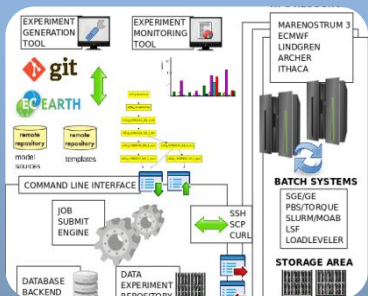 EXPERIMENT
GENERATION
TOOL
EXPERIMENT
MONITORING
TOOL
MARENOSTRUM 3
ECMWF
LINDGREN
ARCHER
ITHACA
git
EC EARTH
remote
repository
remote
repository
model
sources
templates
COMMAND LINE INTERFACE
JOB
SUBMIT
ENGINE
SSH
SCP
CURL
BATCH SYSTEMS
SGE/GE
PBS/TORQUE
SLURM/MOAB
LSF
LOADLEVELER
STORAGE AREA
DATABASE
BACKEND
DATA
EXPERIMENT
REPOSITORY